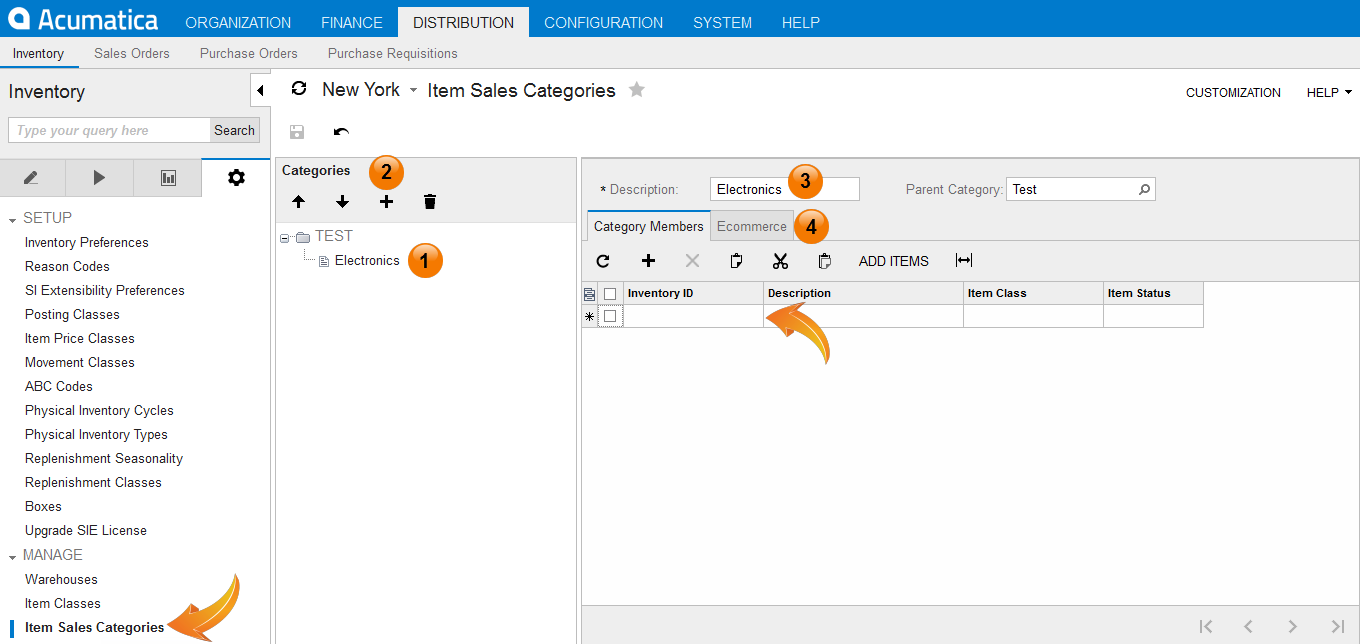 Acumatica ORGANIZATION FINANCE DISTRIBUTION CONFIGURATION SYSTEM HELP
Inventory Sales Orders Purchase Orders Purchase Requisitions
Inventory
New York Item Sales Categories
CUSTOMIZATION HELP
Type your query here Search
SETUP
Inventory Preferences
Reason Codes
SI Extensibility Preferences
Posting Classes
Item Price Classes
Movement Classes
ABC Codes
Physical Inventory Cycles
Physical Inventory Types
Replenishment Seasonality
Replenishment Classes
Boxes
Upgrade SIE License
MANAGE
Warehouses
Item Classes
Item Sales Categories
Categories 2
TEST
Electronics 1
* Description: Electronics 3 Parent Category: Test
Category Members Ecommerce 4
ADD ITEMS
Inventory ID Description Item Class Item Status